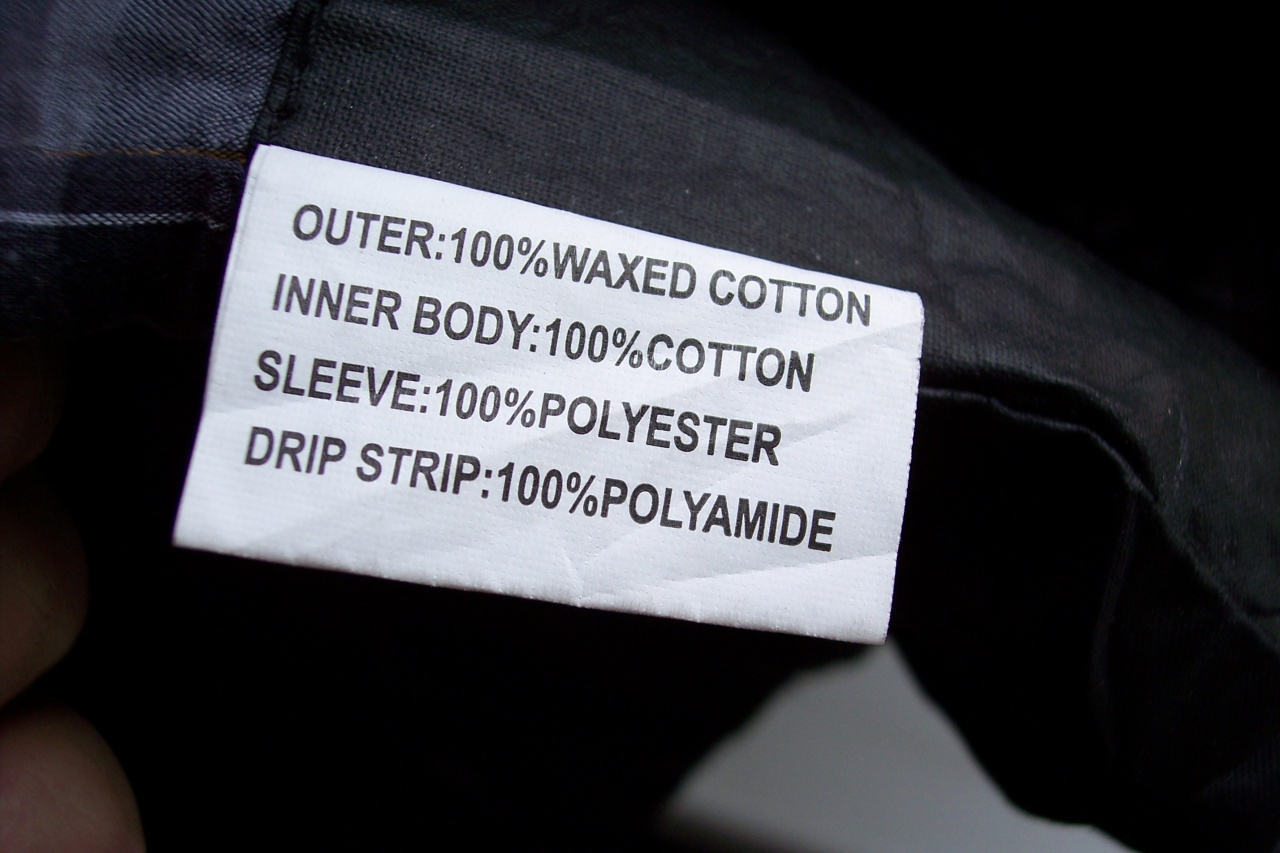 OUTER:100%WAXED COTTON
INNER BODY:100%COTTON
SLEEVE:100%POLYESTER
DRIP STRIP:100%POLYAMIDE